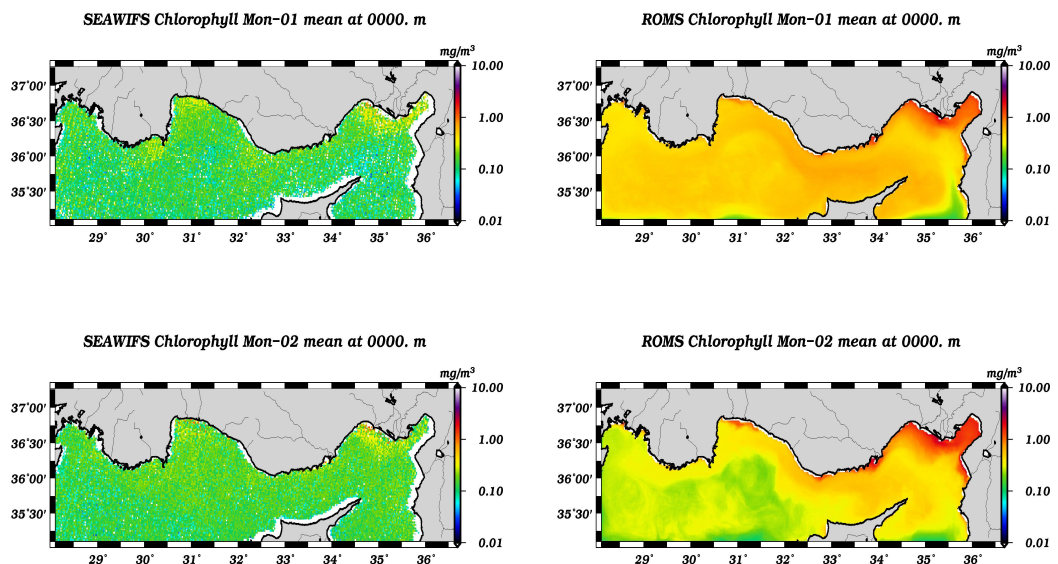 SEAWIFS Chlorophyll Mon-01 mean at 0000. m
mg/m³
10.00
1.00
0.10
0.01
37°00'
36°30'
36°00'
35°30'
29° 30° 31° 32° 33° 34° 35° 36°
ROMS Chlorophyll Mon-01 mean at 0000. m
mg/m³
10.00
1.00
0.10
0.01
37°00'
36°30'
36°00'
35°30'
29° 30° 31° 32° 33° 34° 35° 36°
SEAWIFS Chlorophyll Mon-02 mean at 0000. m
mg/m³
10.00
1.00
0.10
0.01
37°00'
36°30'
36°00'
35°30'
29° 30° 31° 32° 33° 34° 35° 36°
ROMS Chlorophyll Mon-02 mean at 0000. m
mg/m³
10.00
1.00
0.10
0.01
37°00'
36°30'
36°00'
35°30'
29° 30° 31° 32° 33° 34° 35° 36°